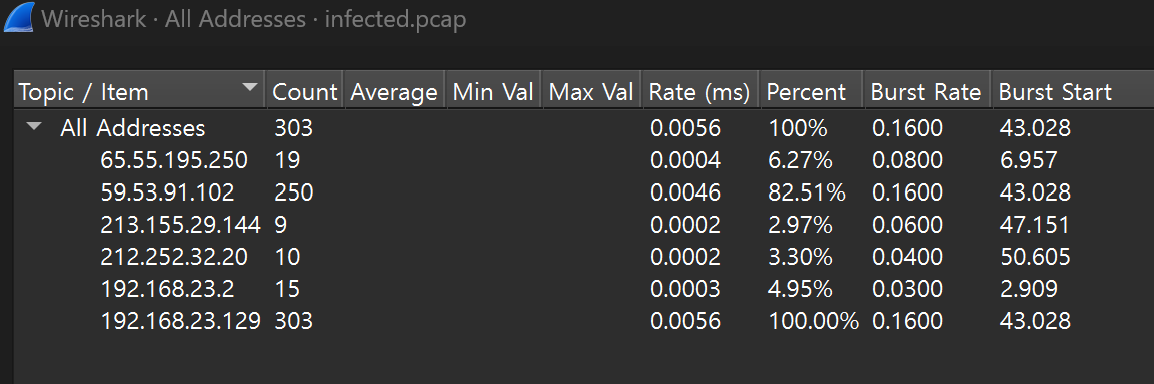 Wireshark · All Addresses · infected.pcap
Topic / Item Count Average Min Val Max Val Rate (ms) Percent Burst Rate Burst Start
All Addresses 303 0.0056 100% 0.1600 43.028
65.55.195.250 19 0.0004 6.27% 0.0800 6.957
59.53.91.102 250 0.0046 82.51% 0.1600 43.028
213.155.29.144 9 0.0002 2.97% 0.0600 47.151
212.252.32.20 10 0.0002 3.30% 0.0400 50.605
192.168.23.2 15 0.0003 4.95% 0.0300 2.909
192.168.23.129 303 0.0056 100.00% 0.1600 43.028